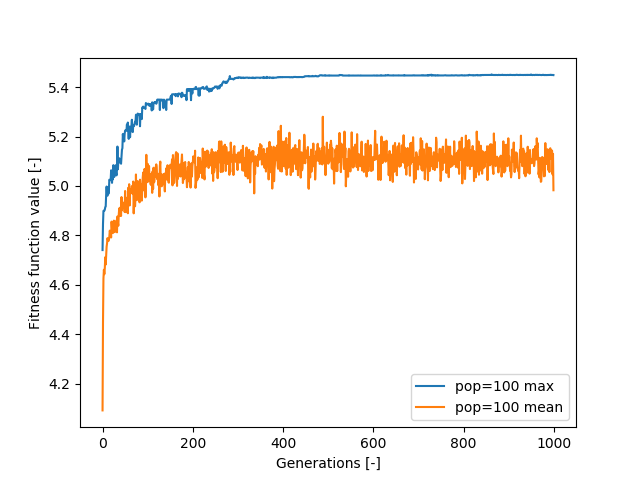 5.4
5.2
5.0
4.8
4.6
4.4
4.2
Fitness function value [-]
0 200 400 600 800 1000
Generations [-]
pop=100 max
pop=100 mean